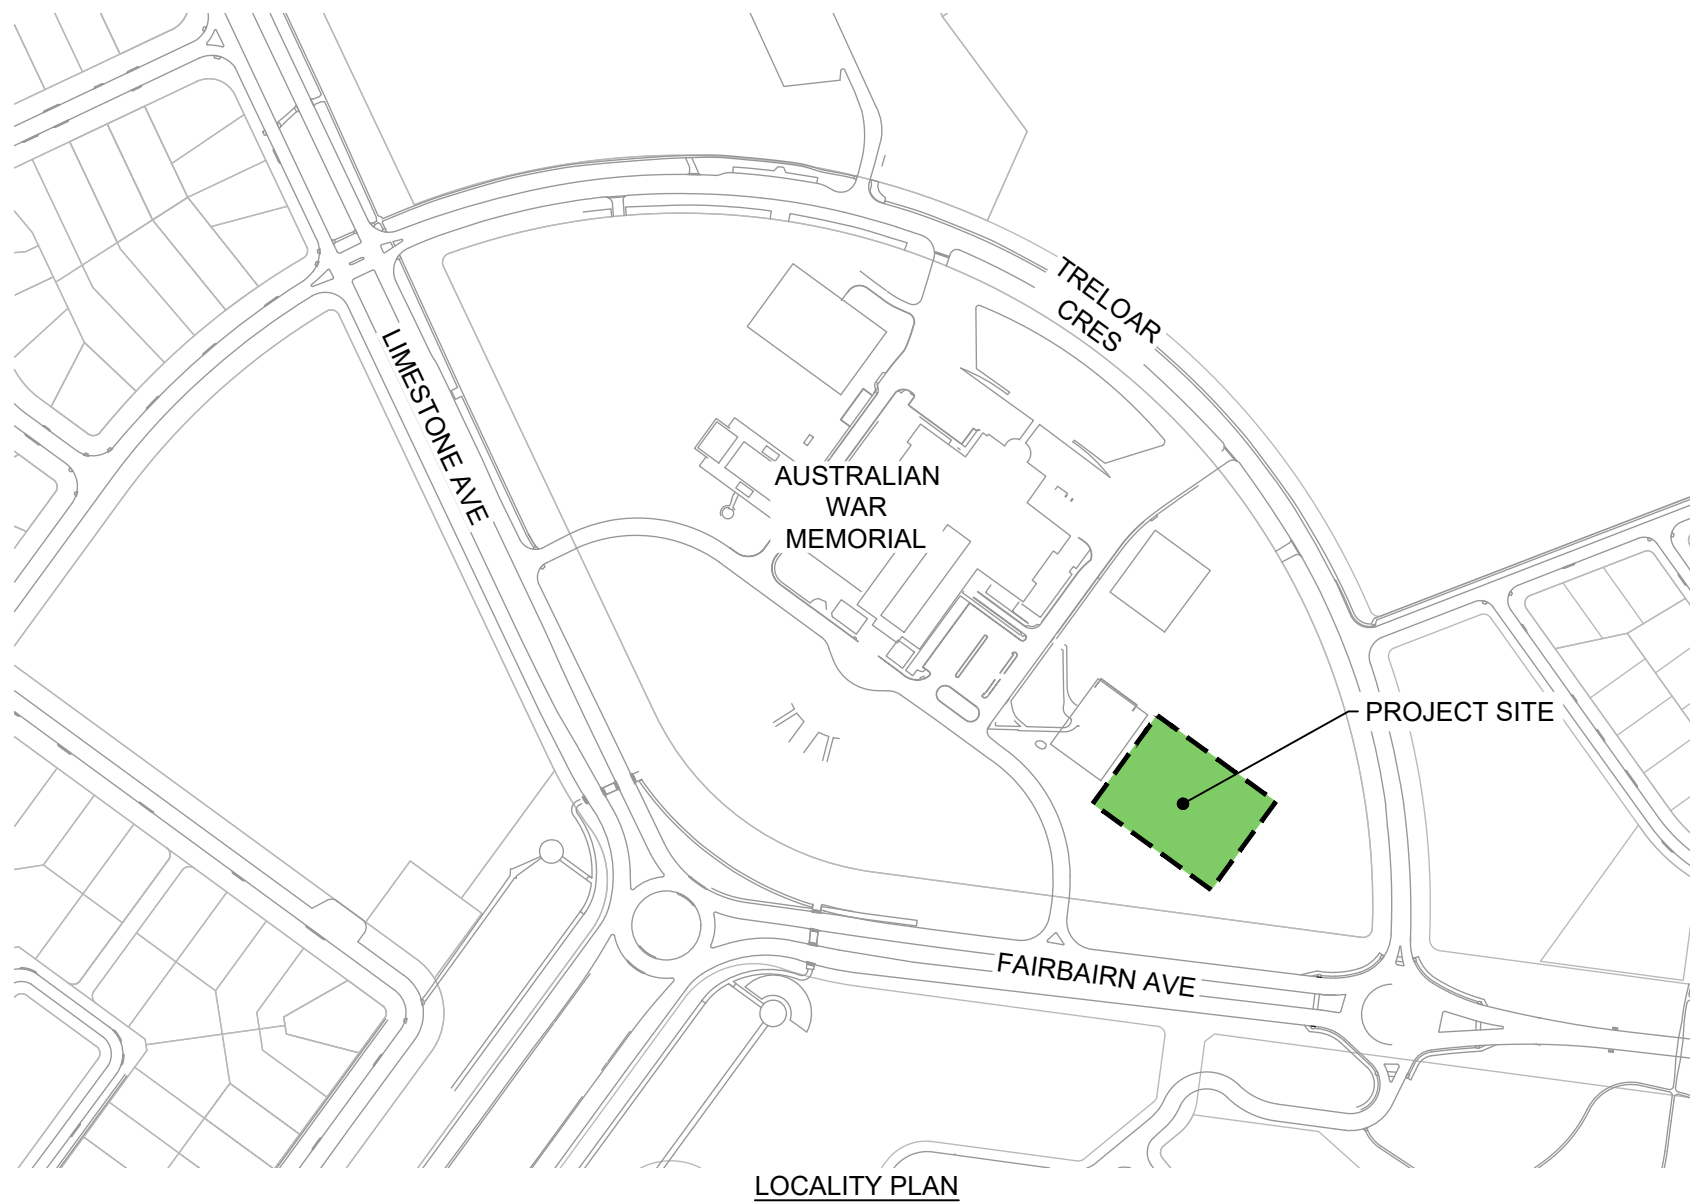 TRELOAR
CRES
LIMESTONE AVE
AUSTRALIAN
WAR
MEMORIAL
PROJECT SITE
FAIRBAIRN AVE
LOCALITY PLAN